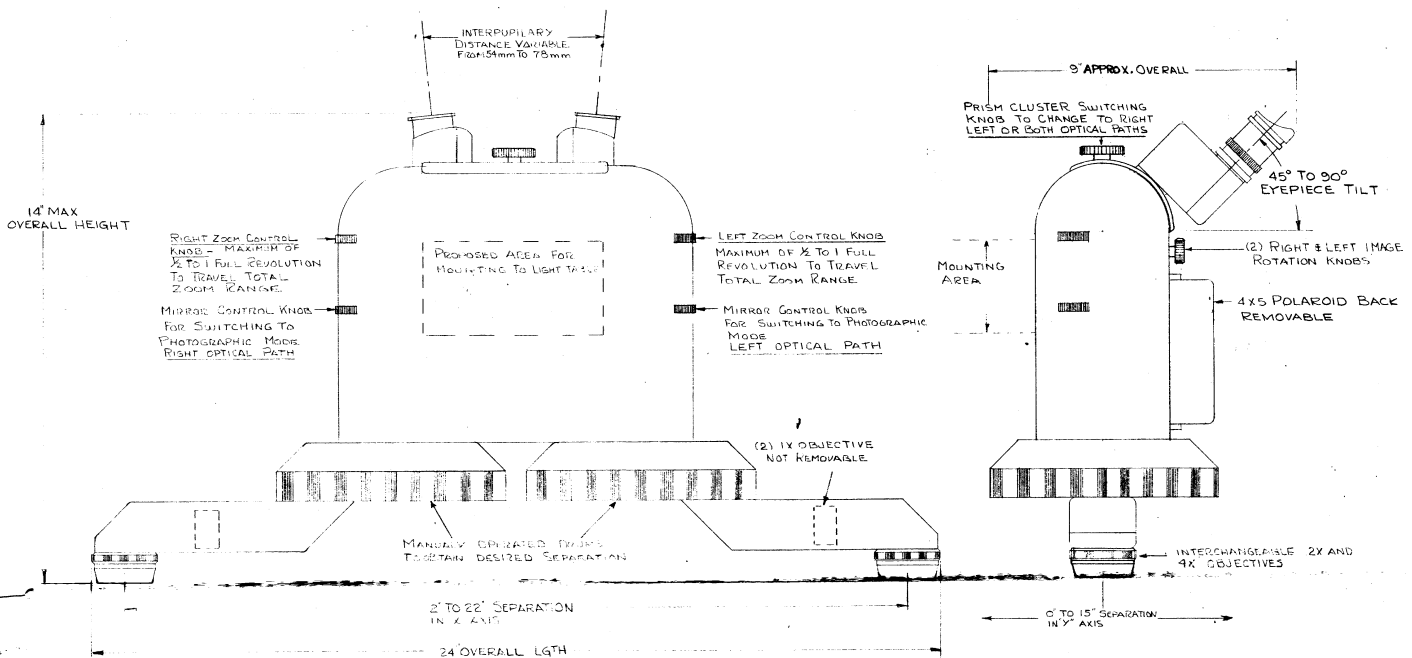 INTERPUPILARY
DISTANCE VARIABLE
FROM 54mm TO 78mm
14" MAX
OVERALL HEIGHT
RIGHT ZOOM CONTROL
KNOB - MAXIMUM OF
½ TO 1 FULL REVOLUTION
TO TRAVEL TOTAL
ZOOM RANGE
MIRROR CONTROL KNOB
FOR SWITCHING TO
PHOTOGRAPHIC MODE
RIGHT OPTICAL PATH
PROPOSED AREA FOR
MOUNTING TO LIGHT TABLE
LEFT ZOOM CONTROL KNOB
MAXIMUM OF ½ TO 1 FULL
REVOLUTION TO TRAVEL
TOTAL ZOOM RANGE
MIRROR CONTROL KNOB
FOR SWITCHING TO PHOTOGRAPHIC
MODE
LEFT OPTICAL PATH
(2) 1X OBJECTIVE
NOT REMOVABLE
MANUALY OPERATED
TO OBTAIN DESIRED SEPARATION
2" TO 22" SEPARATION
IN X AXIS
24" OVERALL LGTH
9" APPROX. OVERALL
PRISM CLUSTER SWITCHING
KNOB TO CHANGE TO RIGHT
LEFT OR BOTH OPTICAL PATHS
45° TO 90°
EYEPIECE TILT
MOUNTING
AREA
(2) RIGHT & LEFT IMAGE
ROTATION KNOBS
4X5 POLAROID BACK
REMOVABLE
INTERCHANGEABLE 2X AND
4X OBJECTIVES
0" TO 15" SEPARATION
IN "Y" AXIS